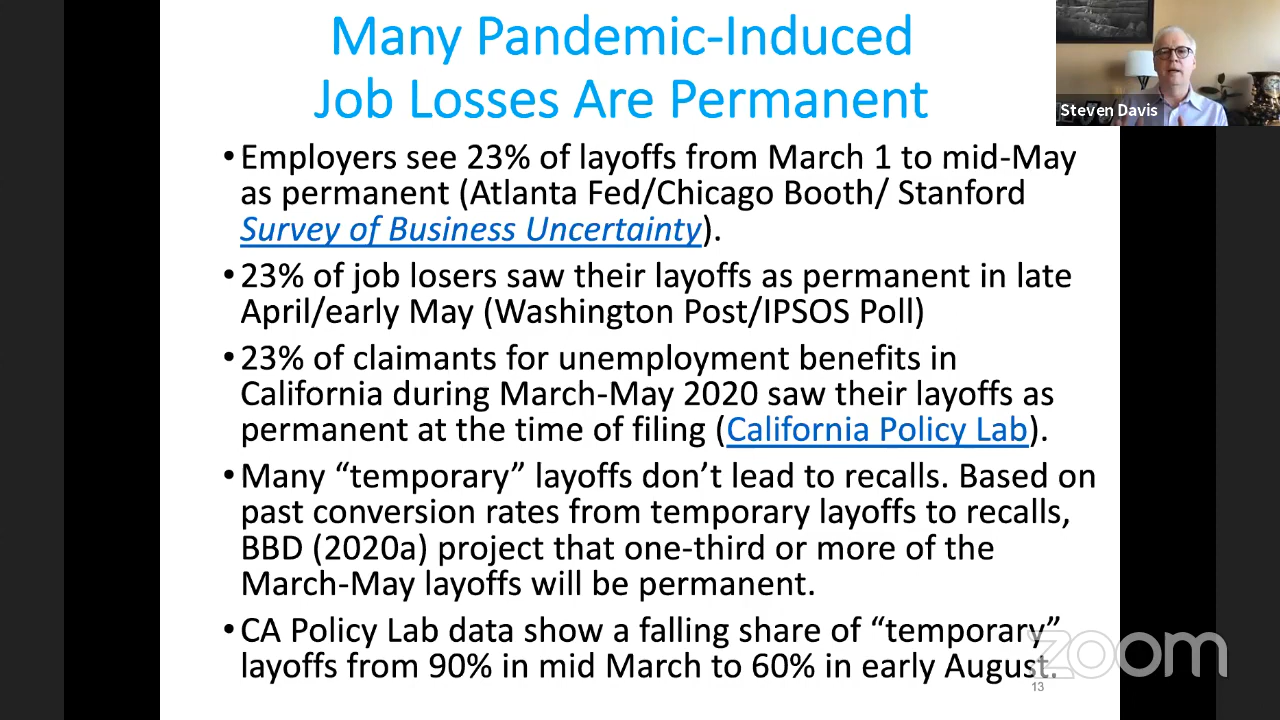 Many Pandemic-Induced
Job Losses Are Permanent
Steven Davis
•Employers see 23% of layoffs from March 1 to mid-May
as permanent (Atlanta Fed/Chicago Booth/ Stanford
Survey of Business Uncertainty).
•23% of job losers saw their layoffs as permanent in late
April/early May (Washington Post/IPSOS Poll)
•23% of claimants for unemployment benefits in
California during March-May 2020 saw their layoffs as
permanent at the time of filing (California Policy Lab).
•Many “temporary” layoffs don’t lead to recalls. Based on
past conversion rates from temporary layoffs to recalls,
BBD (2020a) project that one-third or more of the
March-May layoffs will be permanent.
•CA Policy Lab data show a falling share of “temporary”
layoffs from 90% in mid March to 60% in early August.
zoom
13